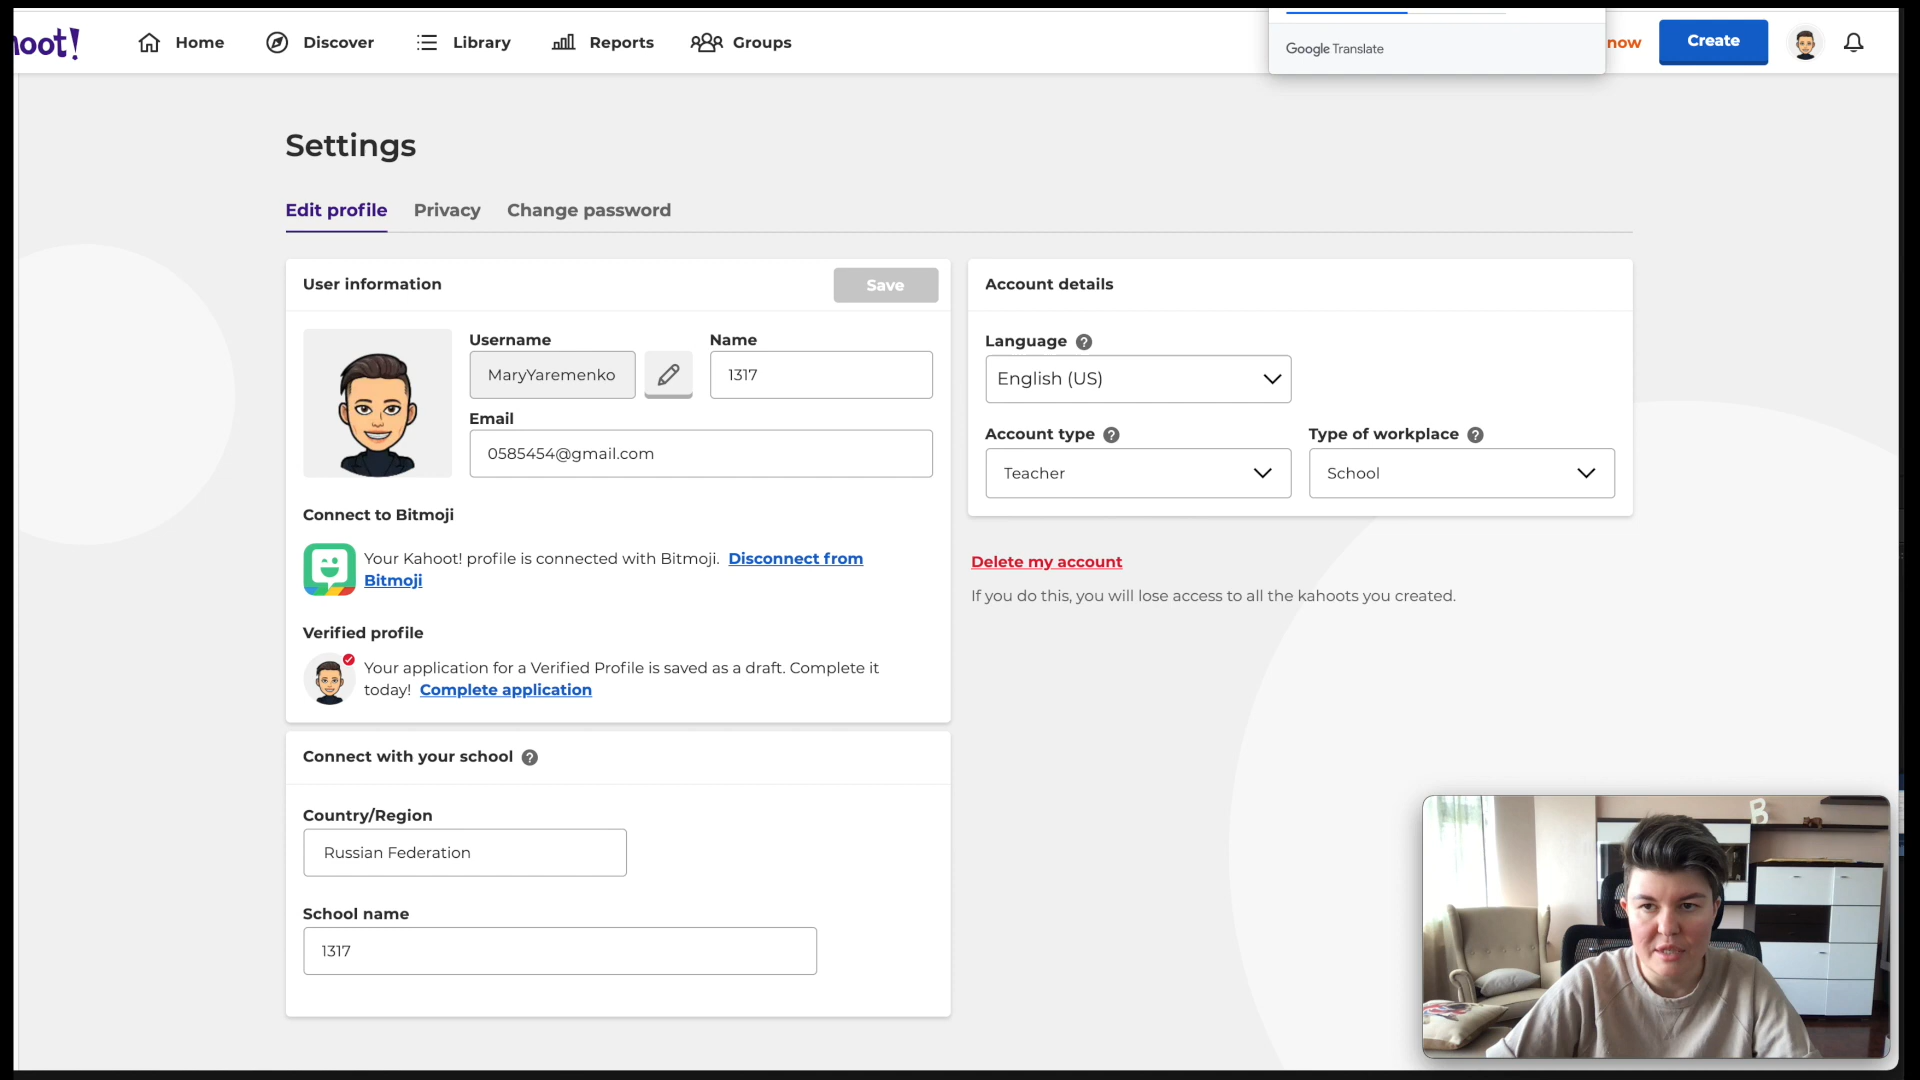 oot!
Home
Discover
Library
Reports
Groups
Google Translate
now
Create
Settings
Edit profile
Privacy
Change password
User information
Save
Username
Name
MaryYaremenko
1317
Email
0585454@gmail.com
Connect to Bitmoji
Your Kahoot! profile is connected with Bitmoji. Disconnect from
Bitmoji
Verified profile
Your application for a Verified Profile is saved as a draft. Complete it
today! Complete application
Connect with your school ?
Country/Region
Russian Federation
School name
1317
Account details
Language ?
English (US)
Account type ?
Type of workplace ?
Teacher
School
Delete my account
If you do this, you will lose access to all the kahoots you created.
B